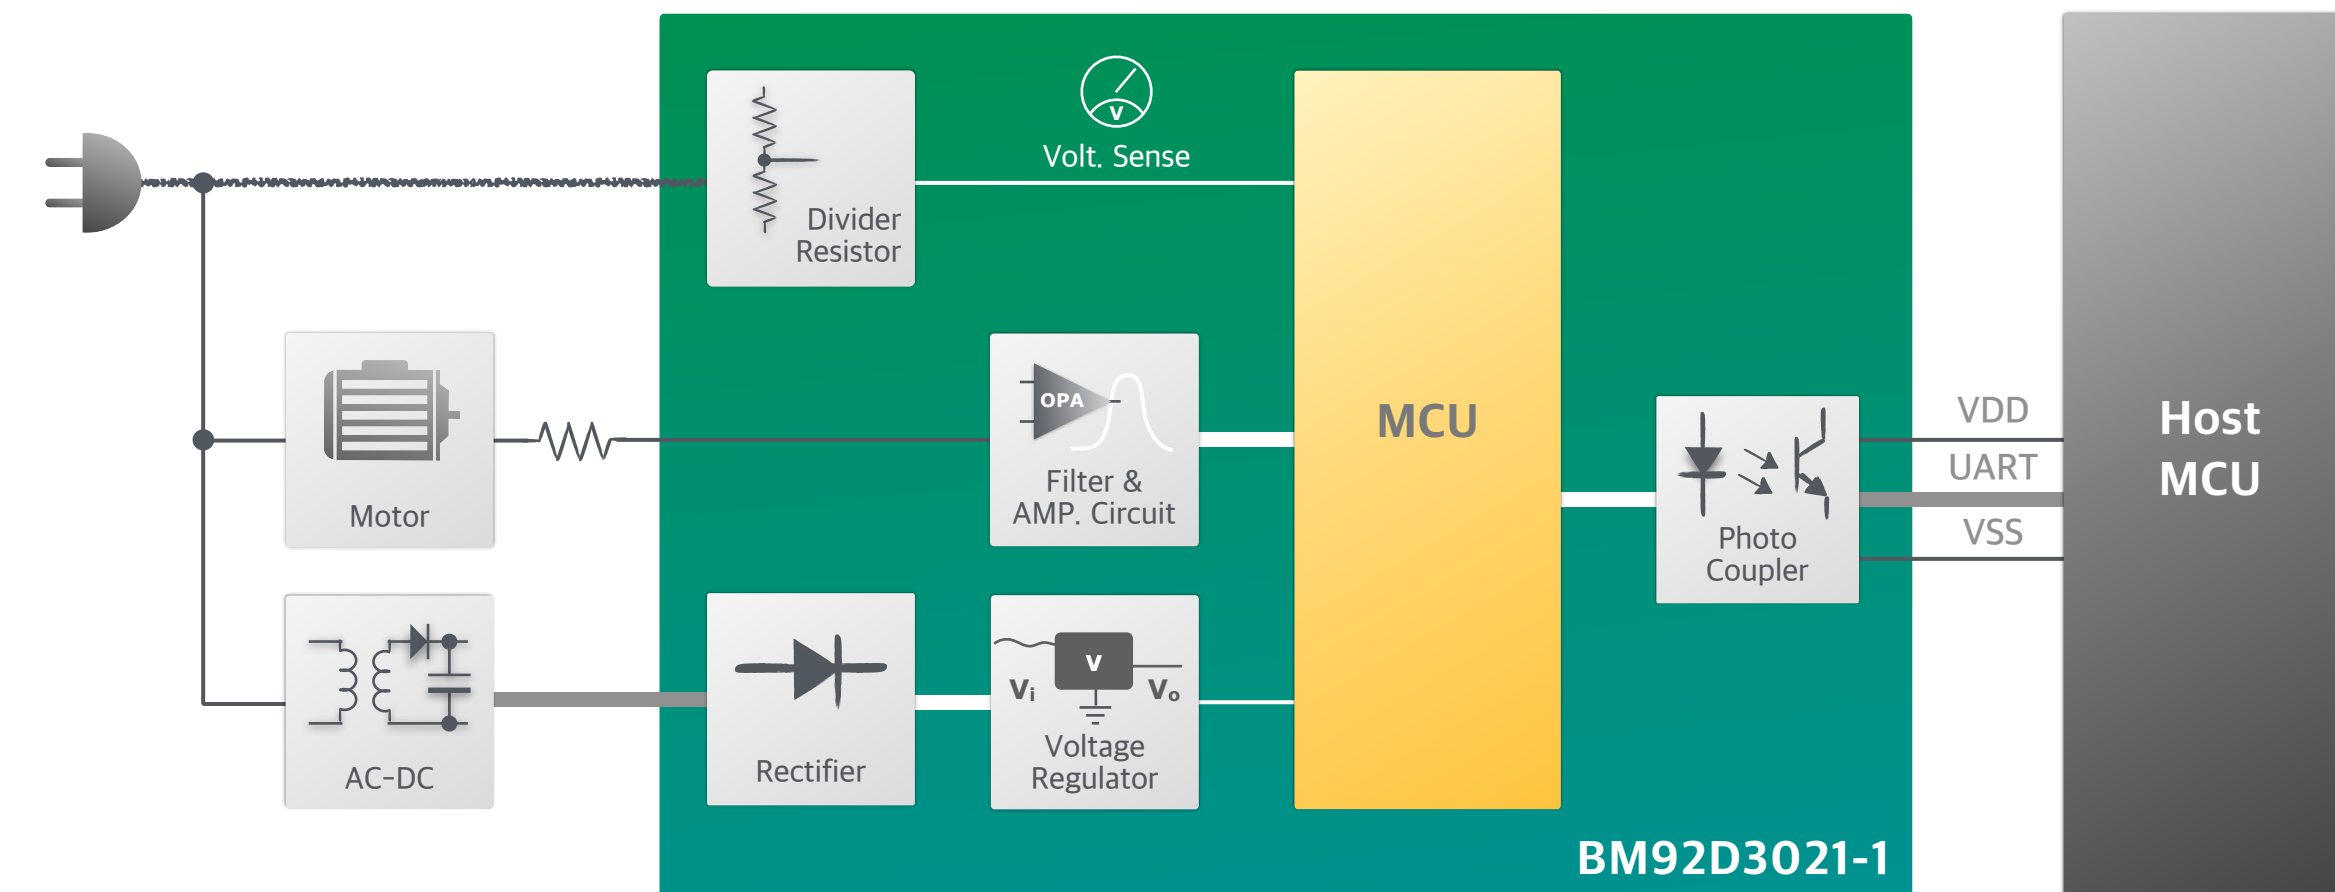 V
Volt. Sense
Divider
Resistor
MCU
Host
MCU
OPA
Filter &
AMP. Circuit
Motor
VDD
UART
VSS
Photo
Coupler
AC-DC
Rectifier
V
Vi
Vo
Voltage
Regulator
BM92D3021-1